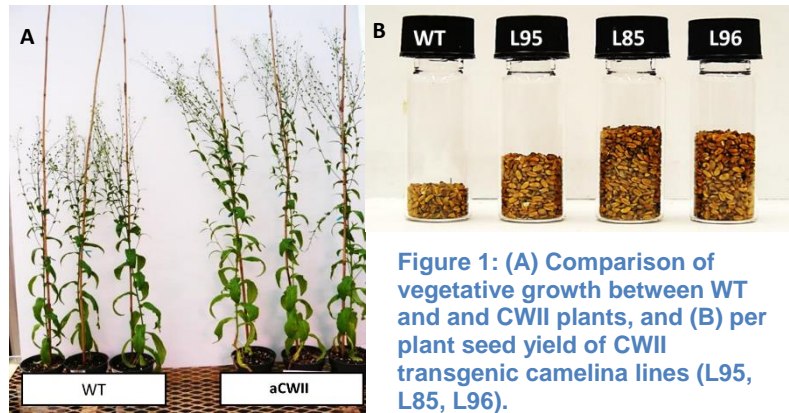 A
WT
aCWII
B
WT
L95
L85
L96
Figure 1: (A) Comparison of
vegetative growth between WT
and and CWII plants, and (B) per
plant seed yield of CWII
transgenic camelina lines (L95,
L85, L96).